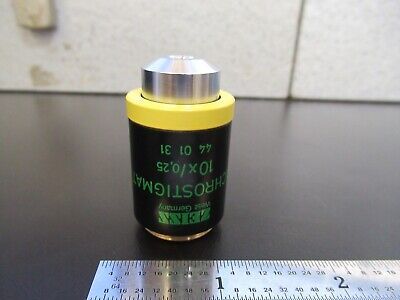 ZEISS
West Germany
CHROSTIGMAT
10x/0,25
44 01 31
1 2